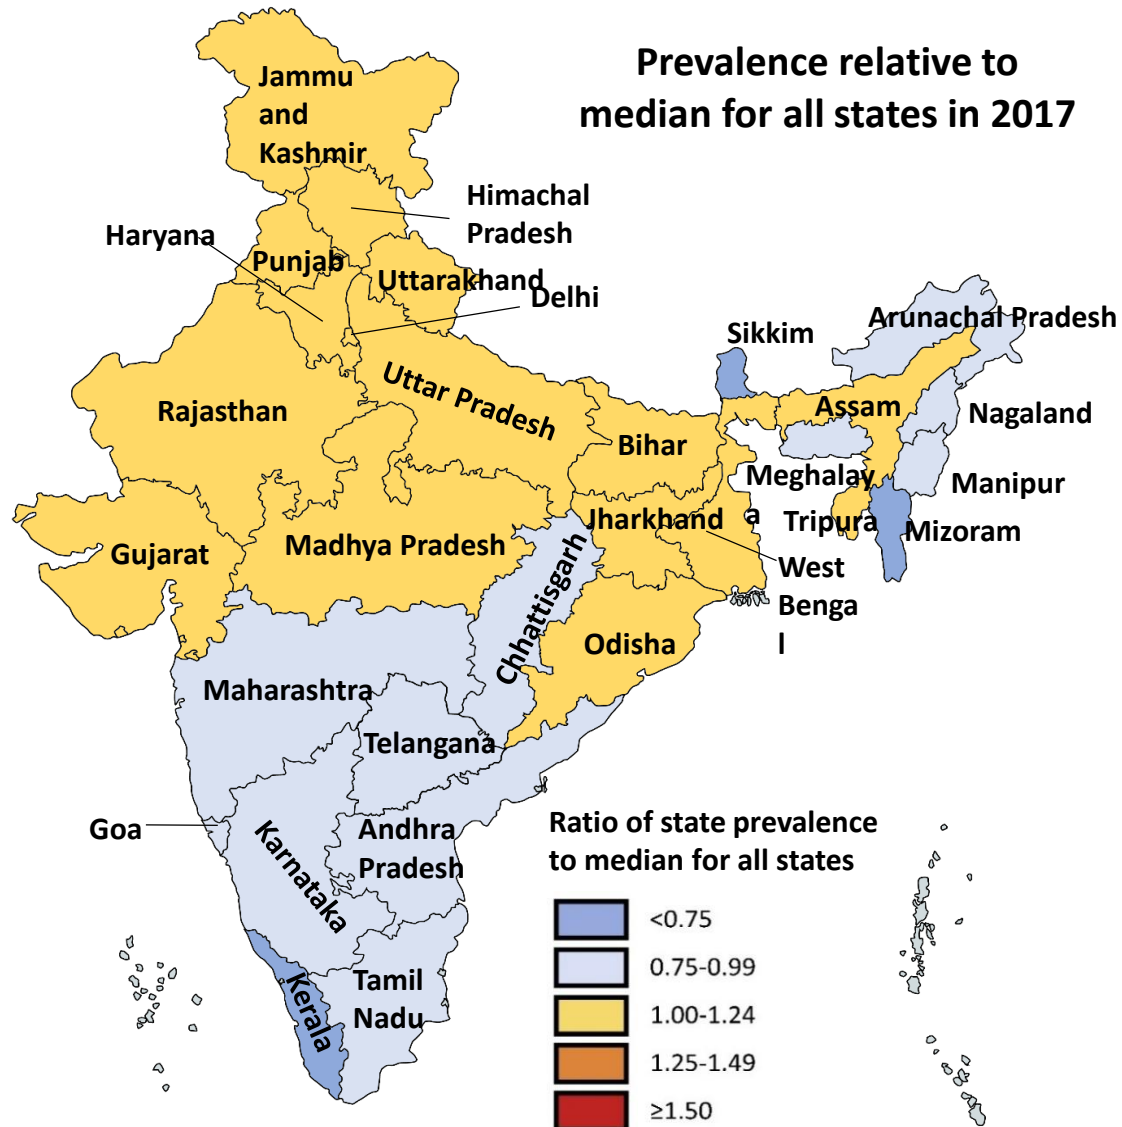 Prevalence relative to
median for all states in 2017
Jammu
and
Kashmir
Himachal
Pradesh
Haryana
Punjab
Uttarakhand
Delhi
Sikkim
Arunachal Pradesh
Uttar Pradesh
Rajasthan
Assam
Nagaland
Bihar
Meghalay
a
Manipur
Jharkhand
Tripura
Mizoram
Gujarat
Madhya Pradesh
West
Benga
l
Chhattisgarh
Odisha
Maharashtra
Telangana
Goa
Karnataka
Andhra
Pradesh
Kerala
Tamil
Nadu
Ratio of state prevalence
to median for all states
<0.75
0.75-0.99
1.00-1.24
1.25-1.49
≥1.50